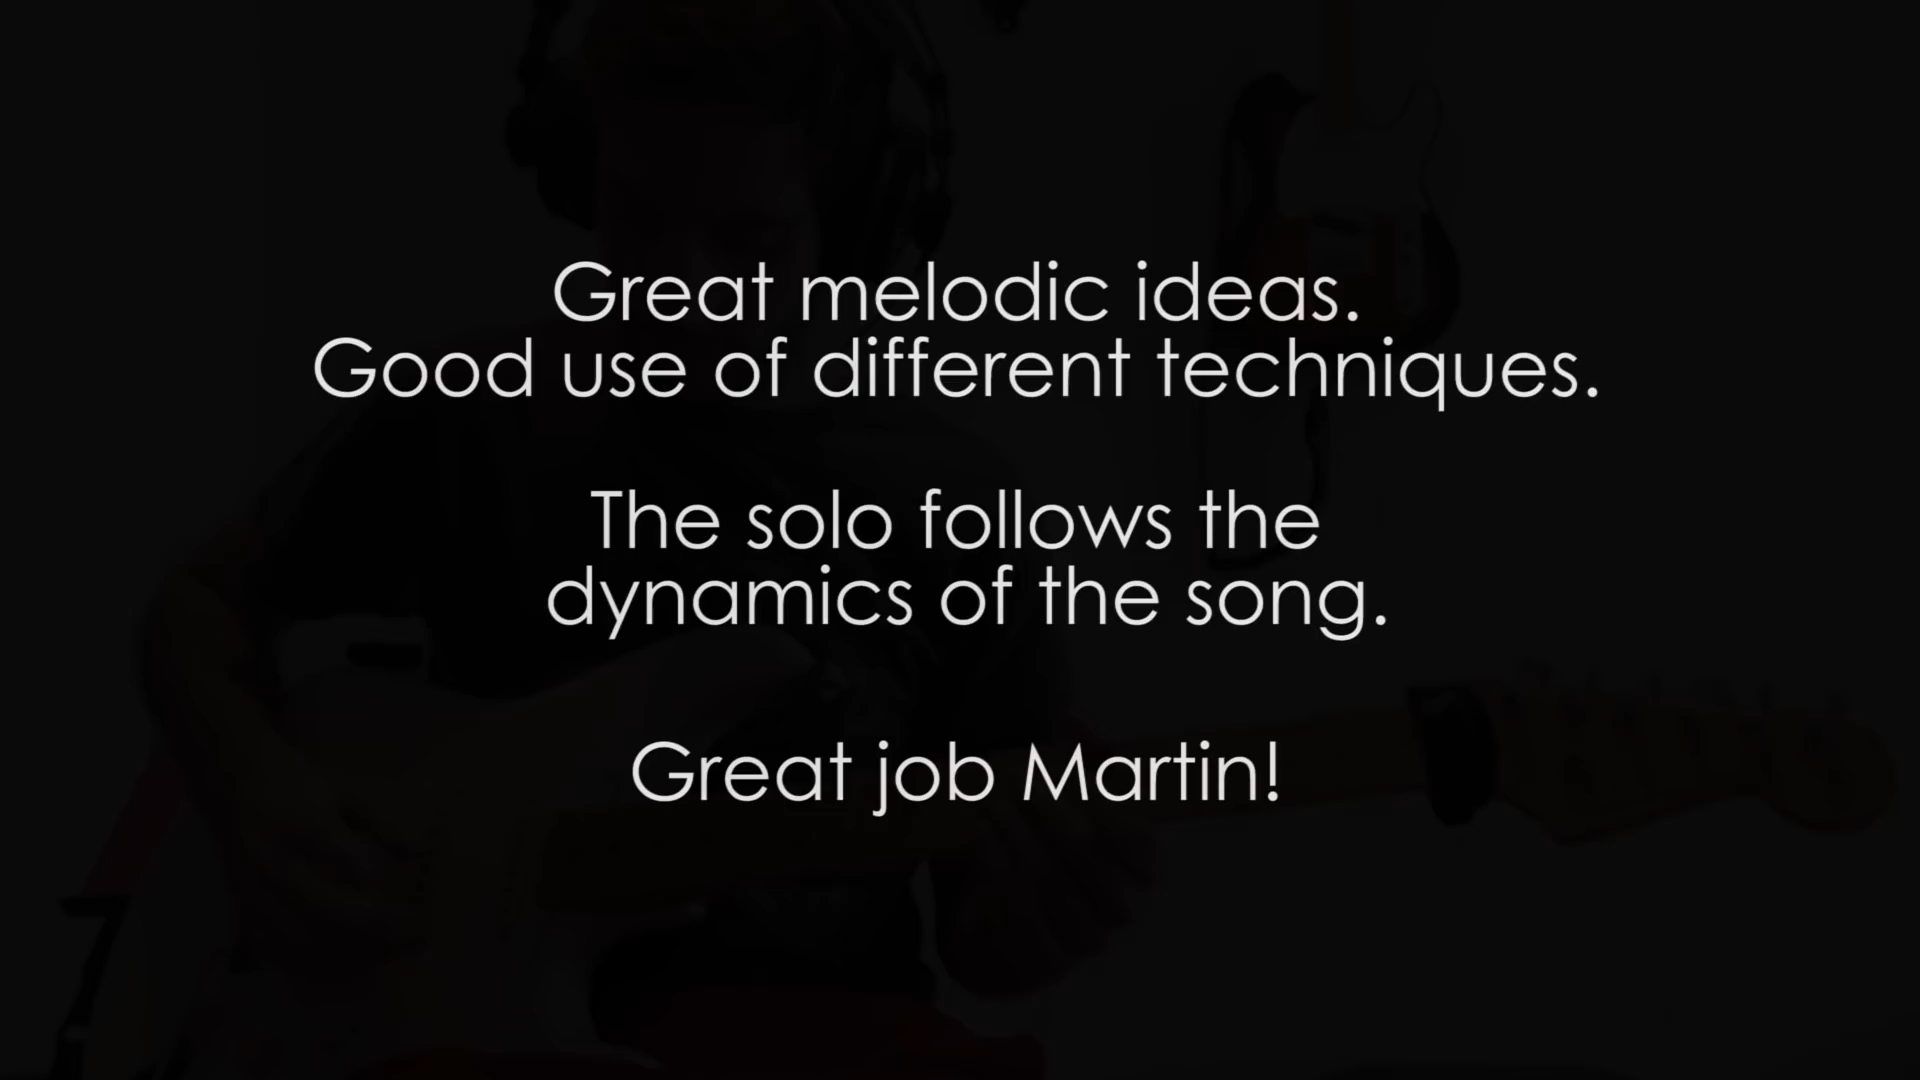 Great melodic ideas.
Good use of different techniques.
The solo follows the
dynamics of the song.
Great job Martin!